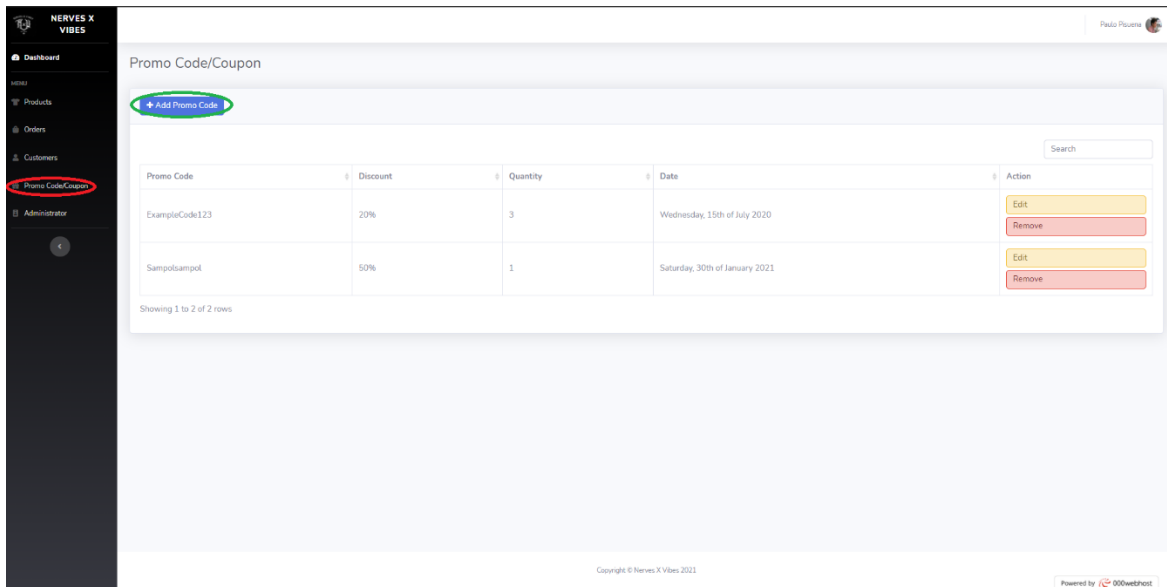 NERVES X
VIBES
Paulo Pisuena
Dashboard
MENU
Products
Orders
Customers
Promo Code/Coupon
Administrator
Promo Code/Coupon
+ Add Promo Code
Search
Promo Code Discount Quantity Date Action
ExampleCode123 20% 3 Wednesday, 15th of July 2020 Edit
Remove
Sampolsampol 50% 1 Saturday, 30th of January 2021 Edit
Remove
Showing 1 to 2 of 2 rows
Copyright © Nerves X Vibes 2021
Powered by 000webhost